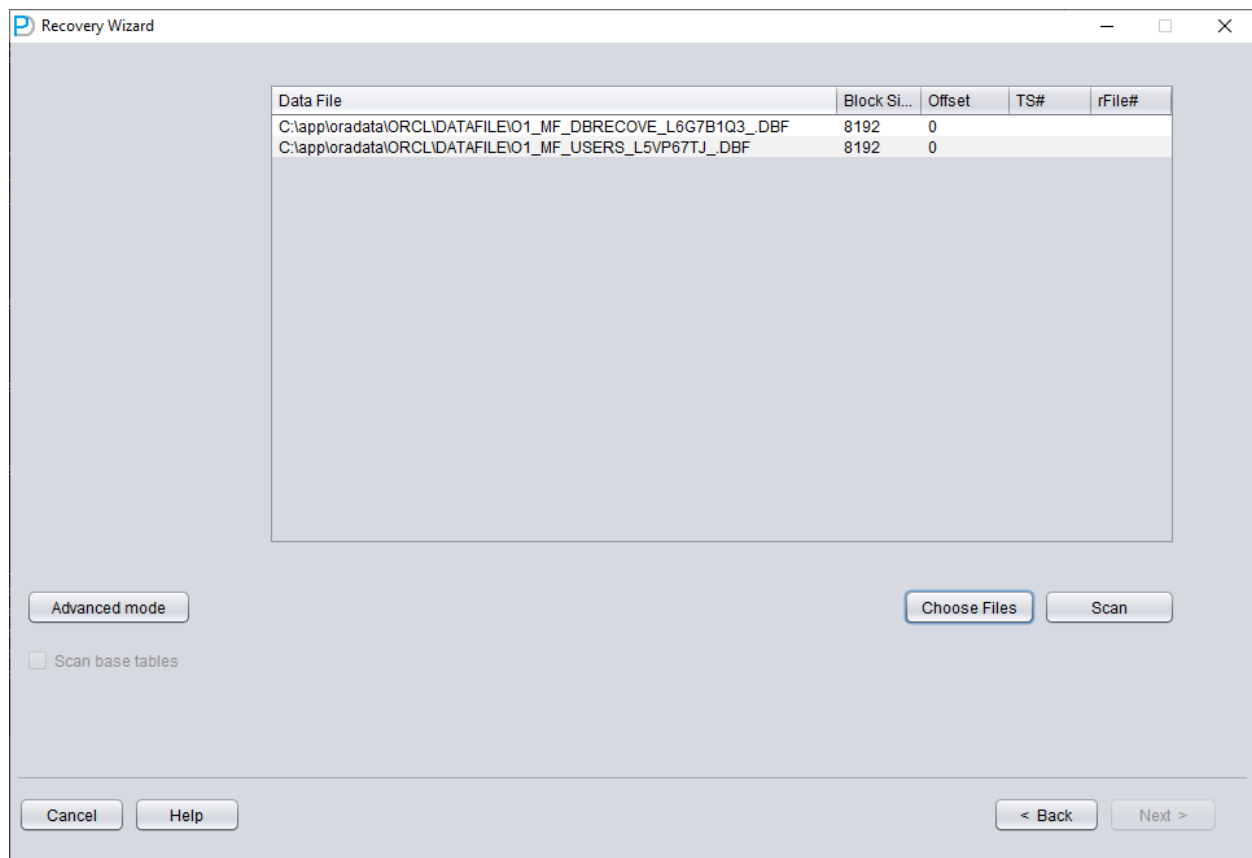 Recovery Wizard
Data File Block Si... Offset TS# rFile#
C:\app\oradata\ORCL\DATAFILE\O1_MF_DBRECOVE_L6G7B1Q3_.DBF 8192 0
C:\app\oradata\ORCL\DATAFILE\O1_MF_USERS_L5VP67TJ_.DBF 8192 0
Advanced mode Choose Files Scan
Scan base tables
Cancel Help < Back Next >